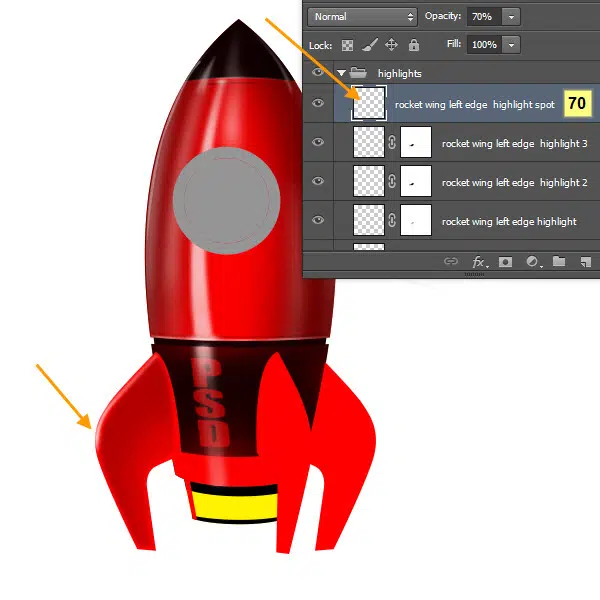 Normal Opacity: 70%
Lock: Fill: 100%
highlights
rocket wing left edge highlight spot 70
rocket wing left edge highlight 3
rocket wing left edge highlight 2
rocket wing left edge highlight
fx
PSD